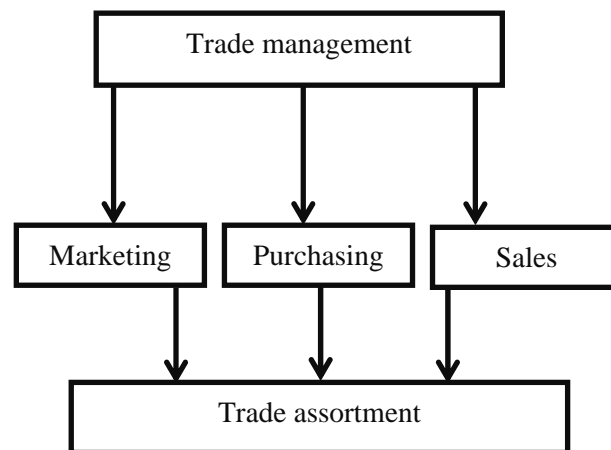 Trade management
Marketing
Purchasing
Sales
Trade assortment